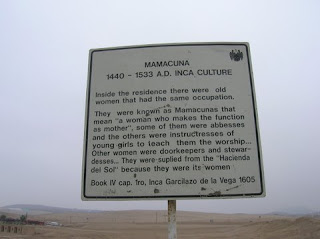 MAMACUNA
1440 - 1533 A.D. INCA CULTURE
Inside the residence there were old
women that had the same occupation.
They were known as Mamacunas that
mean "a woman who makes the function
as mother", some of them were abbesses
and the others were instructresses of
young girls to teach them the worship...
Other women were doorkeepers and stewar-
desses.. They were suplied from the "Hacienda
del Sol" because they were its women
Book IV cap. 1ro, Inca Garcilazo de la Vega 1605